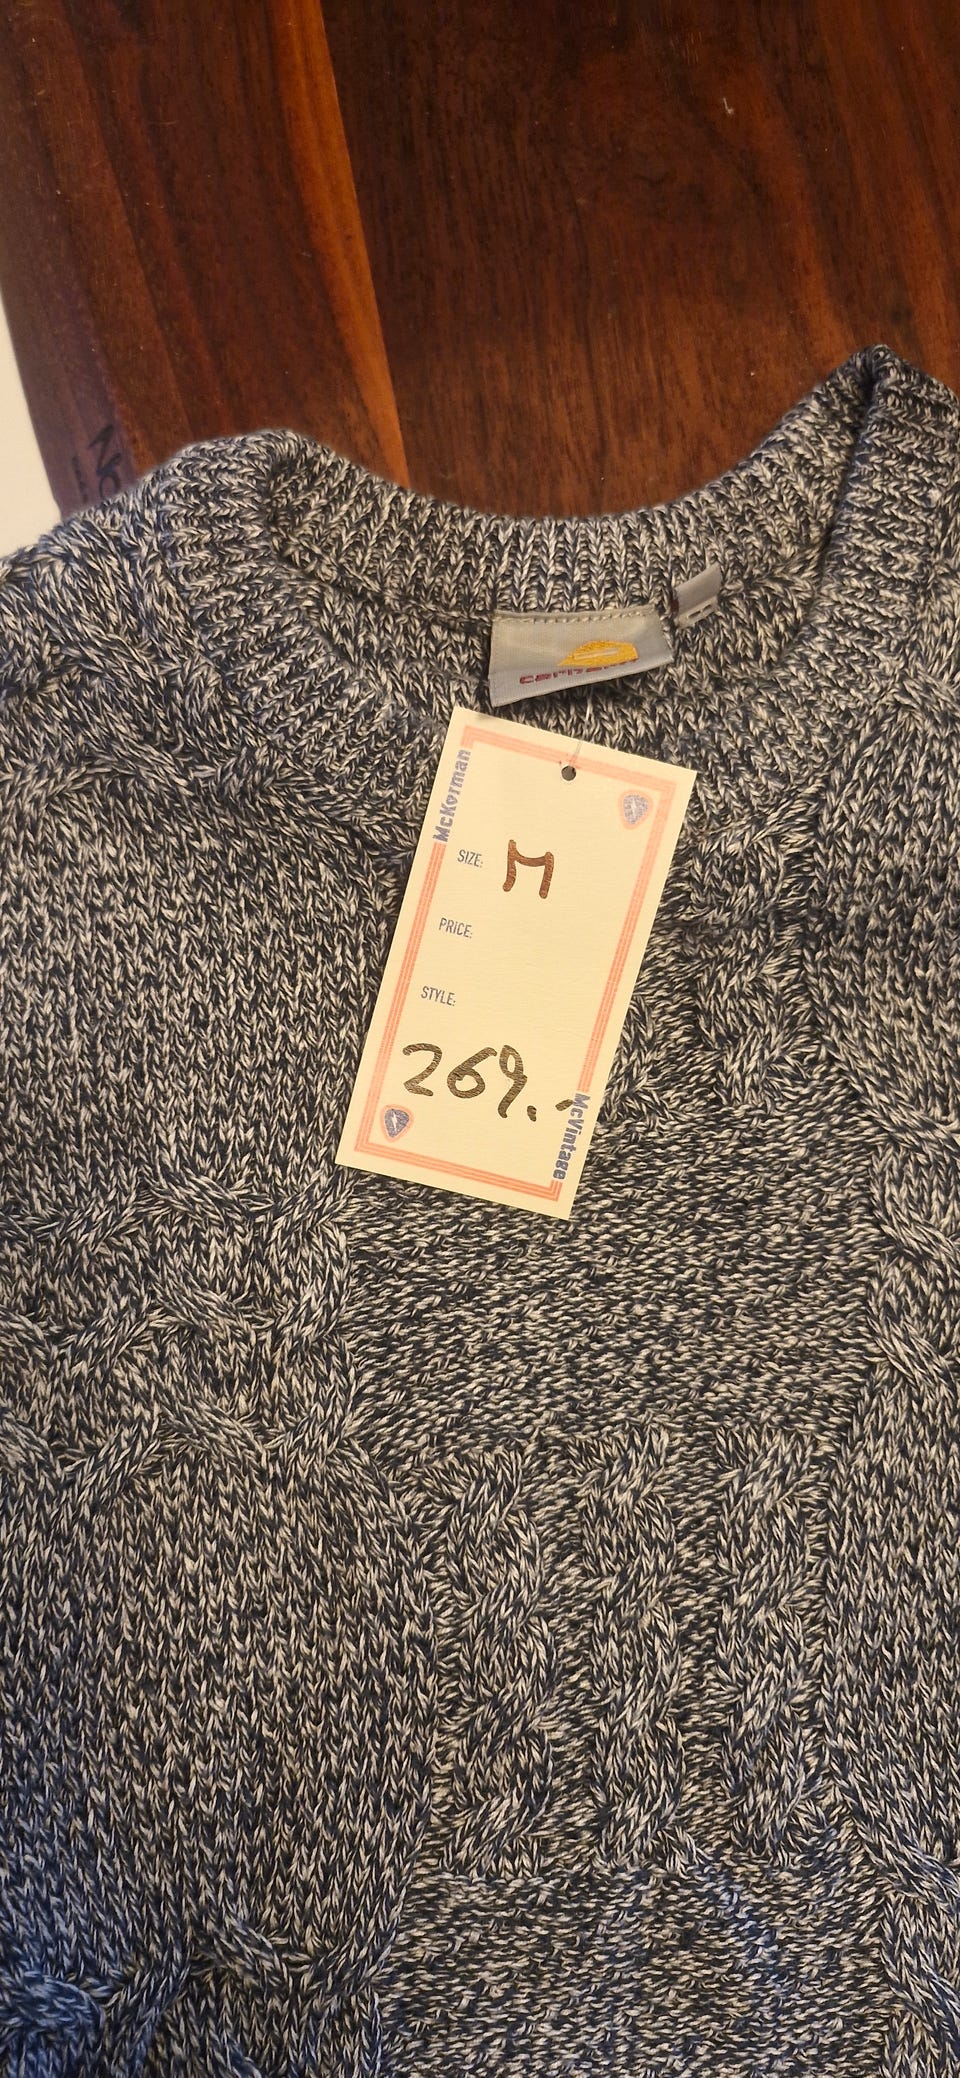 McKerman
SIZE: M
PRICE:
STYLE:
269.-
McVintage